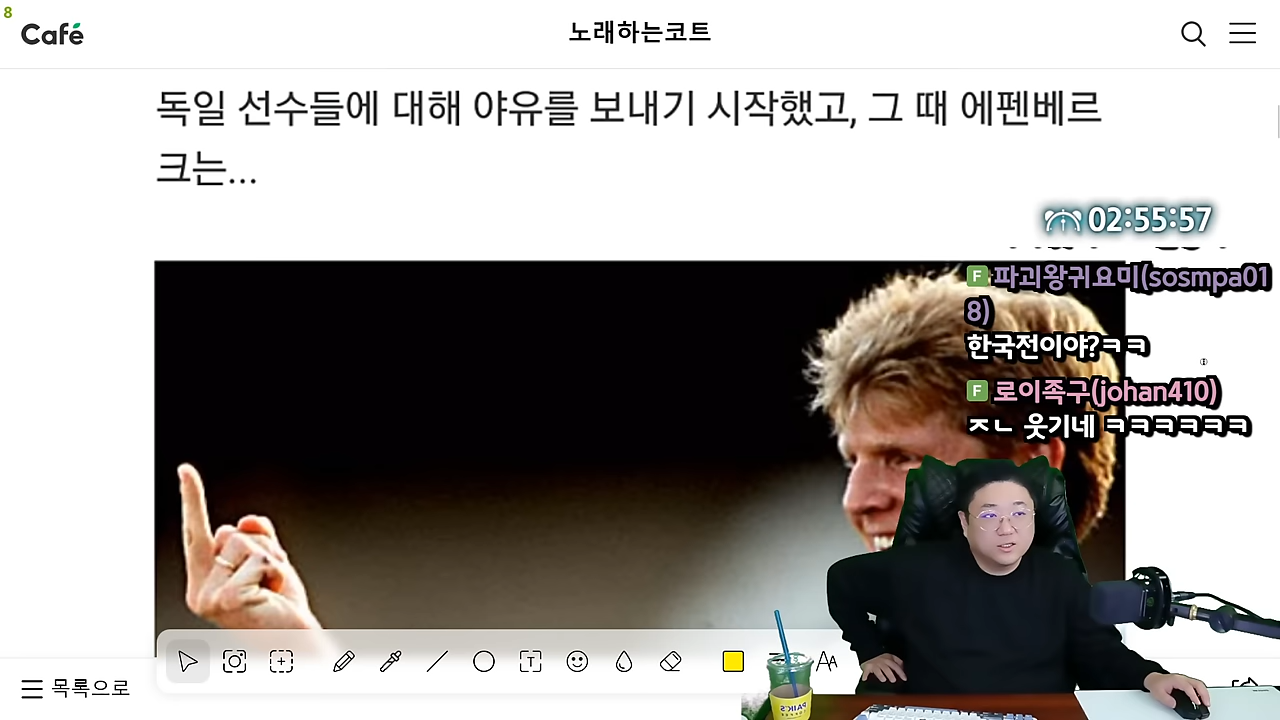 8
Café
노래하는코트
독일 선수들에 대해 야유를 보내기 시작했고, 그 때 에펜베르
크는...
02:55:57
F 파괴왕귀요미(sosmpa01
8)
한국전이야?ㅋㅋ
F 로이족구(johan410)
ㅈㄴ 웃기네 ㅋㅋㅋㅋㅋㅋ
목록으로
T
AA
PAIK'S